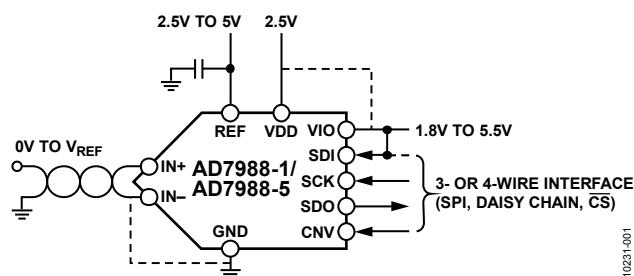 2.5V TO 5V
2.5V
REF
VDD
VIO
1.8V TO 5.5V
0V TO VREF
SDI
IN+
AD7988-1/
AD7988-5
SCK
3- OR 4-WIRE INTERFACE
(SPI, DAISY CHAIN, CS)
IN–
SDO
GND
CNV
10231-001